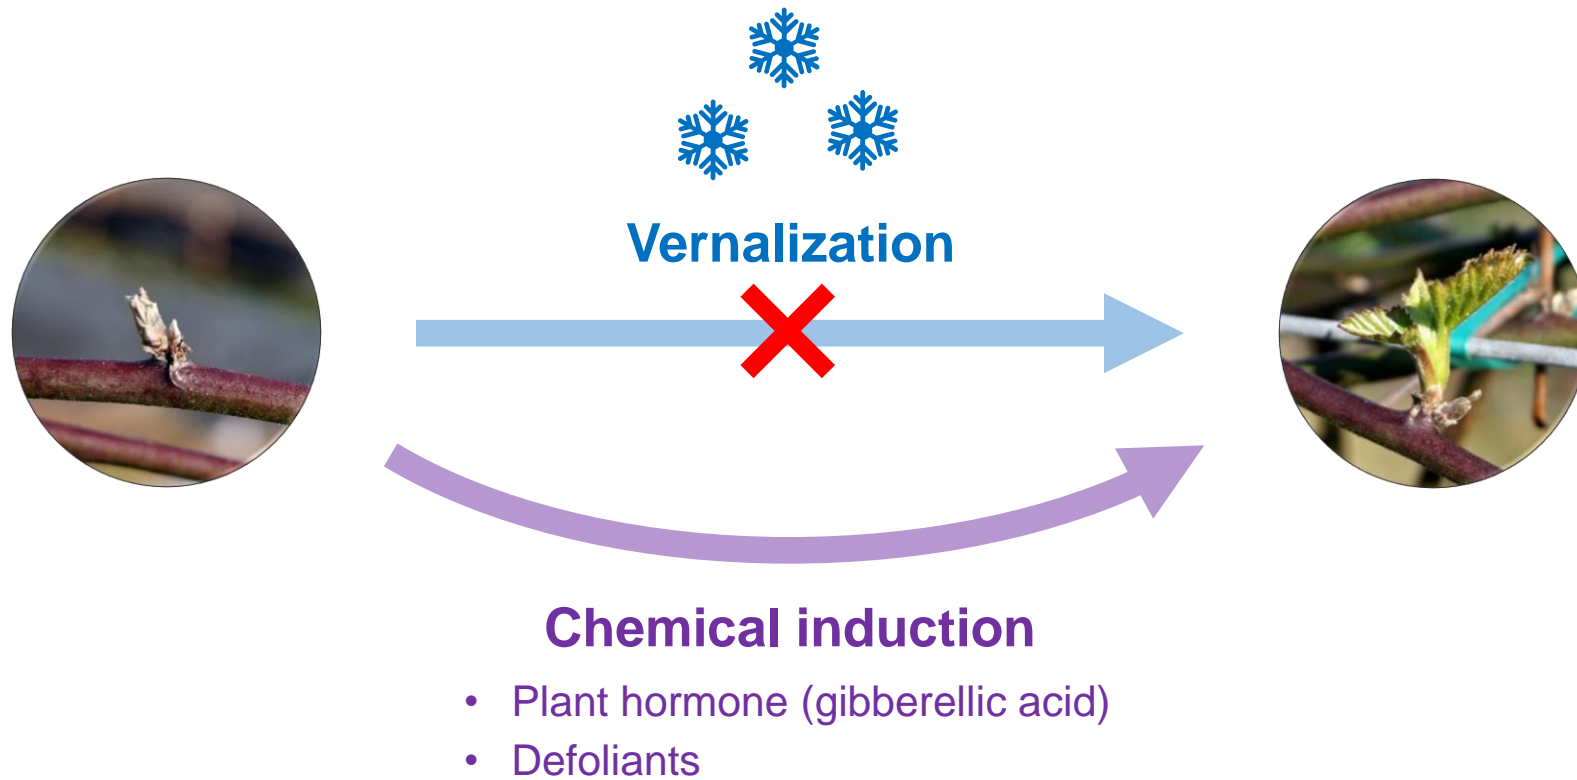 Vernalization
Chemical induction
• Plant hormone (gibberellic acid)
• Defoliants